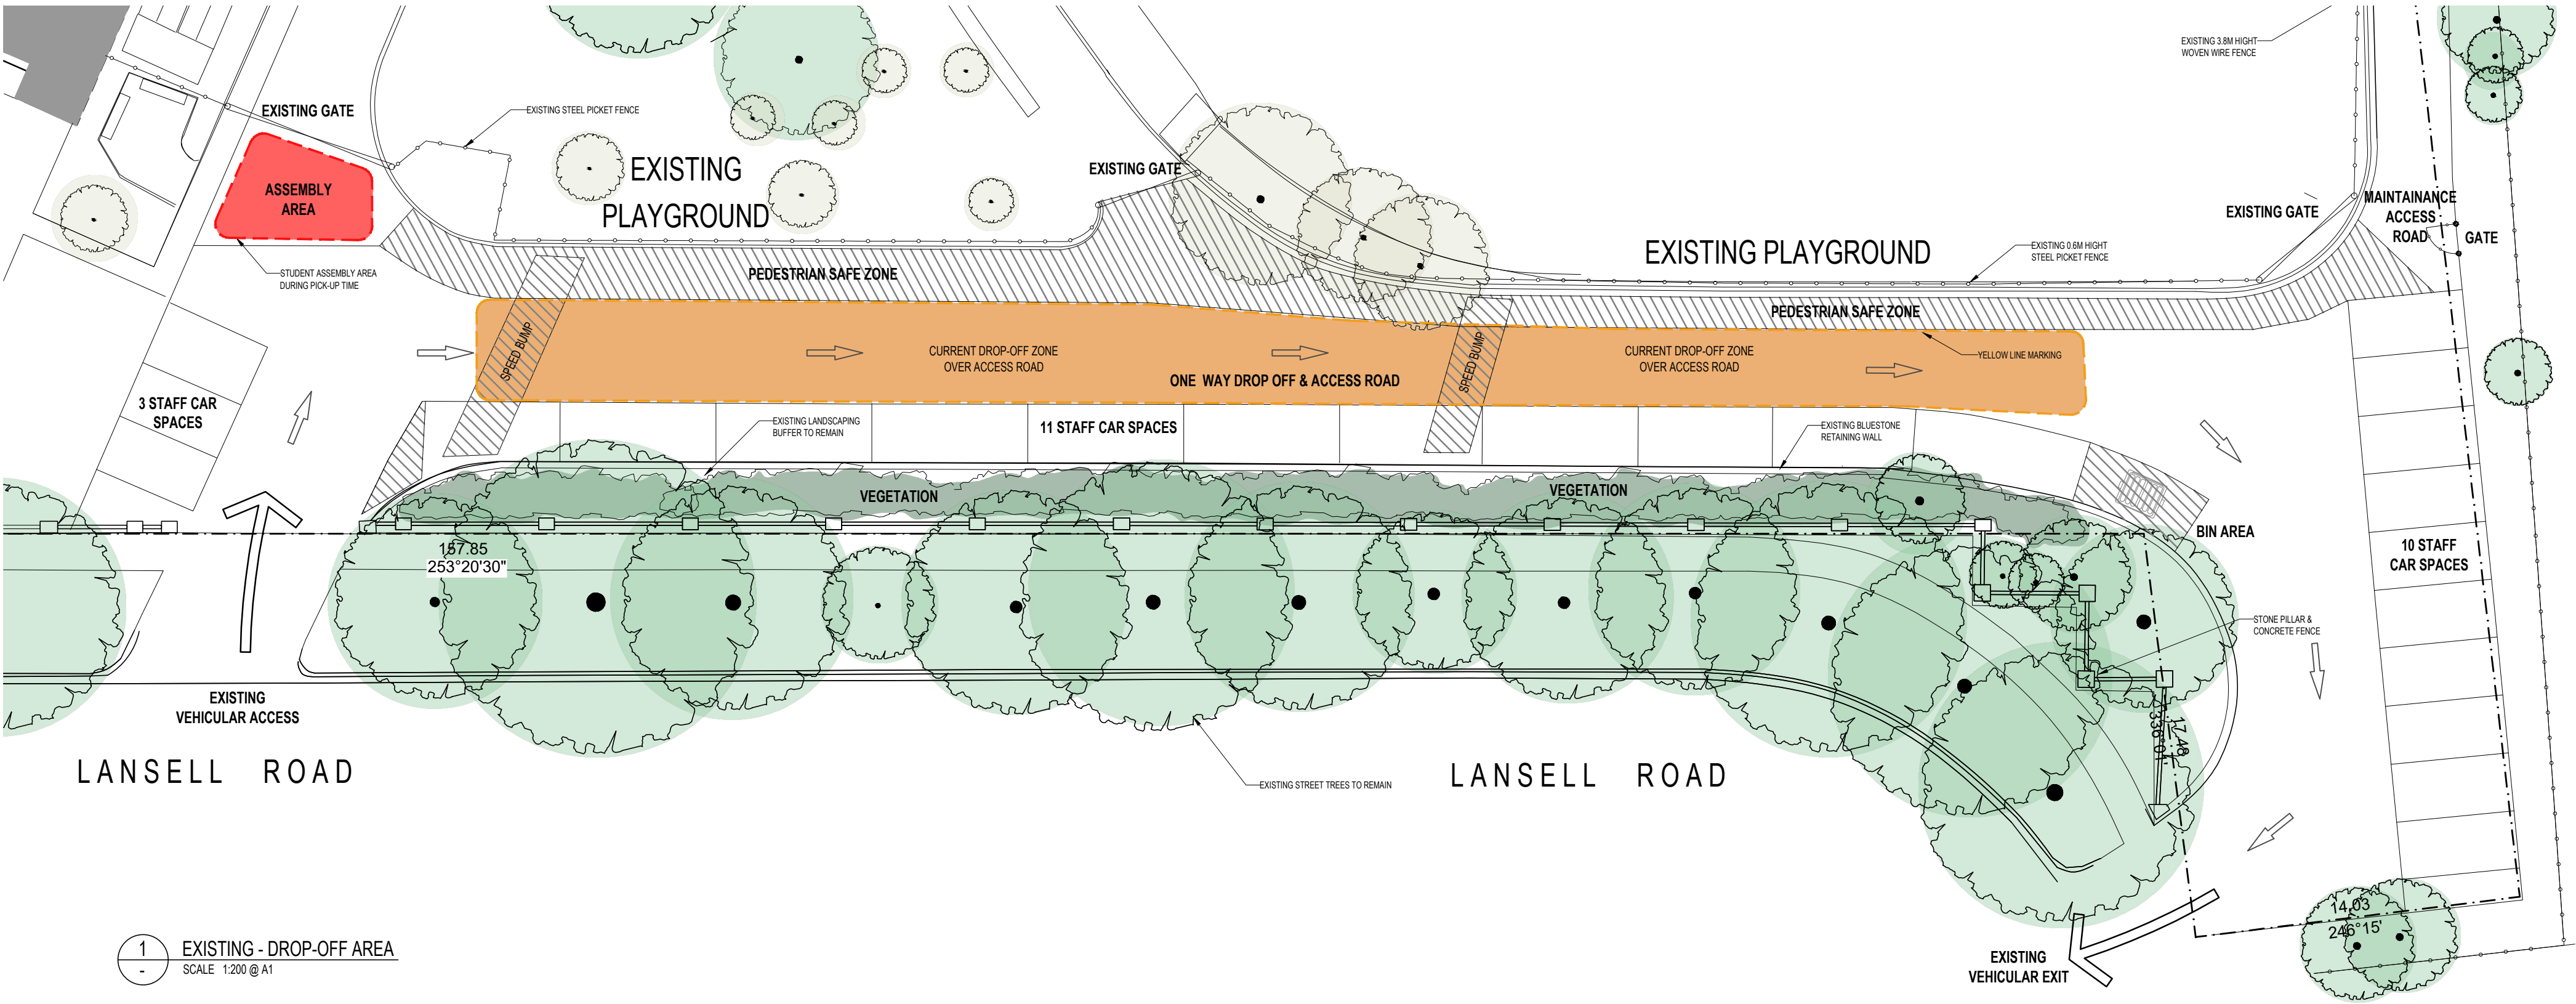 EXISTING 3.8M HIGHT
WOVEN WIRE FENCE
EXISTING GATE
EXISTING STEEL PICKET FENCE
EXISTING
PLAYGROUND
EXISTING GATE
ASSEMBLY
AREA
MAINTAINANCE
ACCESS
ROAD
GATE
EXISTING GATE
EXISTING PLAYGROUND
EXISTING 0.6M HIGHT
STEEL PICKET FENCE
STUDENT ASSEMBLY AREA
DURING PICK-UP TIME
PEDESTRIAN SAFE ZONE
PEDESTRIAN SAFE ZONE
SPEED BUMP
CURRENT DROP-OFF ZONE
OVER ACCESS ROAD
ONE WAY DROP OFF & ACCESS ROAD
SPEED BUMP
CURRENT DROP-OFF ZONE
OVER ACCESS ROAD
YELLOW LINE MARKING
3 STAFF CAR
SPACES
EXISTING LANDSCAPING
BUFFER TO REMAIN
11 STAFF CAR SPACES
EXISTING BLUESTONE
RETAINING WALL
VEGETATION
VEGETATION
BIN AREA
10 STAFF
CAR SPACES
157.85
253°20'30"
STONE PILLAR &
CONCRETE FENCE
EXISTING
VEHICULAR ACCESS
17.48
LANSELL ROAD
LANSELL ROAD
EXISTING STREET TREES TO REMAIN
14.03
246°15'
EXISTING
VEHICULAR EXIT
1
-
EXISTING - DROP-OFF AREA
SCALE 1:200 @ A1